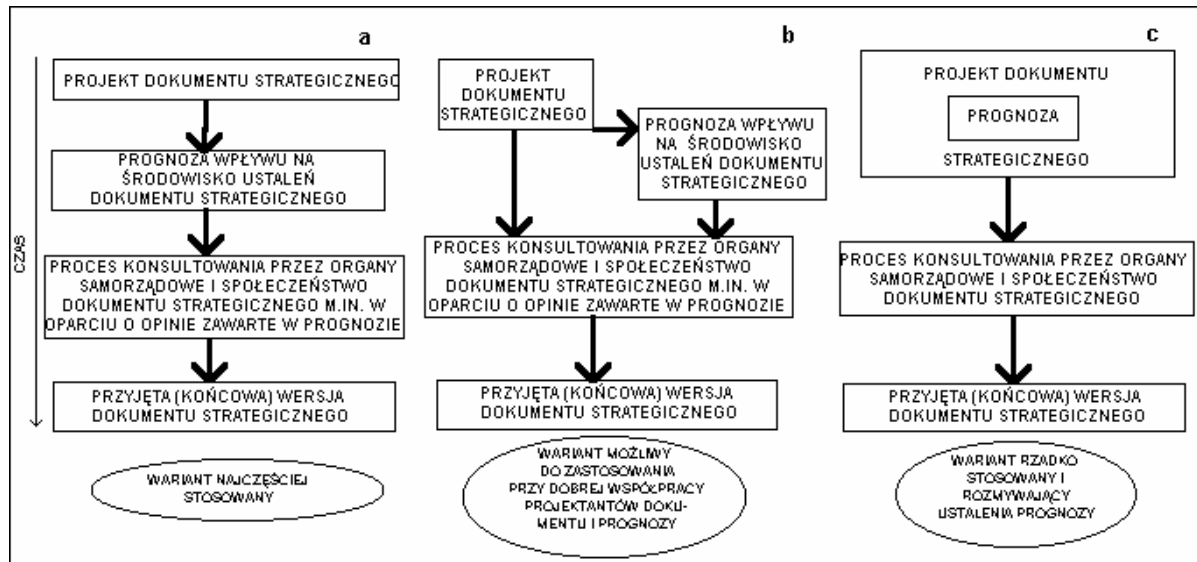 a
PROJEKT DOKUMENTU STRATEGICZNEGO
PROGNOZA WPŁYWU NA
ŚRODOWISKO USTALEŃ
DOKUMENTU STRATEGICZNEGO
CZAS
PROCES KONSULTOWANIA PRZEZ ORGANY
SAMORZĄDOWE I SPOŁECZEŃSTWO
DOKUMENTU STRATEGICZNEGO M.IN. W
OPARCIU O OPINIE ZAWARTE W PROGNOZIE
PRZYJĘTA (KOŃCOWA) WERSJA
DOKUMENTU STRATEGICZNEGO
WARIANT NAJCZĘŚCIEJ
STOSOWANY
b
PROJEKT
DOKUMENTU
STRATEGICZNEGO
PROGNOZA WPŁYWU
NA ŚRODOWISKO
USTALEŃ DOKUMENTU
STRATEGICZNEGO
PROCES KONSULTOWANIA PRZEZ ORGANY
SAMORZĄDOWE I SPOŁECZEŃSTWO
DOKUMENTU STRATEGICZNEGO M.IN. W
OPARCIU O OPINIE ZAWARTE W PROGNOZIE
PRZYJĘTA (KOŃCOWA) WERSJA
DOKUMENTU STRATEGICZNEGO
WARIANT MOŻLIWY
DO ZASTOSOWANIA
PRZY DOBREJ WSPÓŁPRACY
PROJEKTANTÓW DOKU-
MENTU I PROGNOZY
c
PROJEKT DOKUMENTU
PROGNOZA
STRATEGICZNEGO
PROCES KONSULTOWANIA PRZEZ ORGANY
SAMORZĄDOWE I SPOŁECZEŃSTWO
DOKUMENTU STRATEGICZNEGO
PRZYJĘTA (KOŃCOWA) WERSJA
DOKUMENTU STRATEGICZNEGO
WARIANT RZADKO
STOSOWANY I
ROZMYWAJĄCY
USTALENIA PROGNOZY